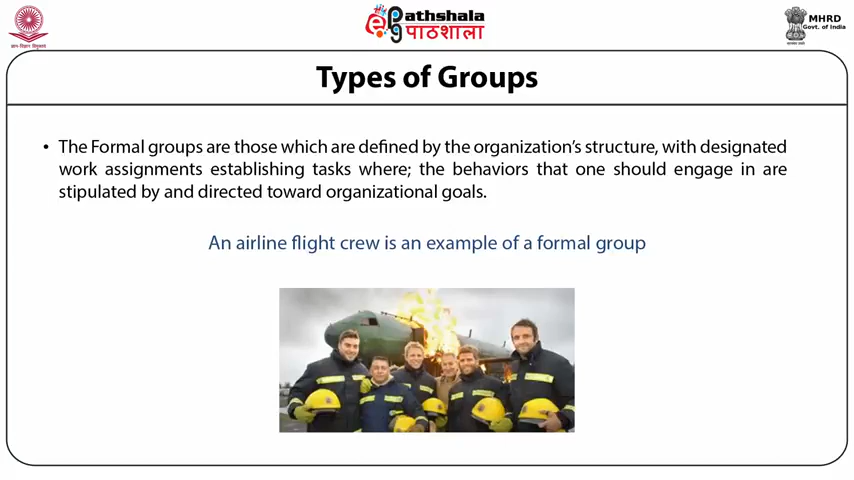 Pathshala
पाठशाला
MHRD
Govt. of India
Types of Groups
• The Formal groups are those which are defined by the organization's structure, with designated
work assignments establishing tasks where; the behaviors that one should engage in are
stipulated by and directed toward organizational goals.
An airline flight crew is an example of a formal group